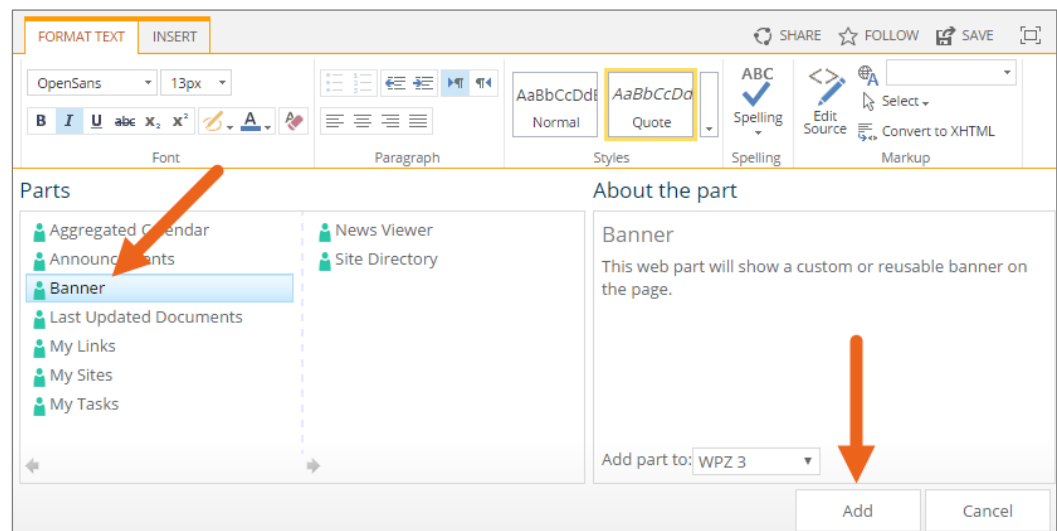 FORMAT TEXT INSERT SHARE FOLLOW SAVE
OpenSans 13px
B I U abc x₂ x² A
Font
Paragraph
AaBbCcDdE
Normal
AaBbCcDd
Quote
Styles
ABC
Spelling
Spelling
Edit
Source
Select
Convert to XHTML
Markup
Parts
Aggregated
Banner
Last Updated Documents
My Links
My Sites
My Tasks
News Viewer
Site Directory
About the part
Banner
This web part will show a custom or reusable banner on
the page.
Add part to: WPZ 3
Add Cancel